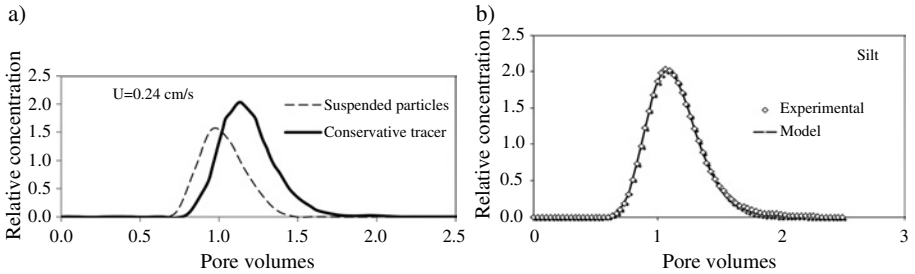 a)
Relative concentration
2.5
2.0
1.5
1.0
0.5
0.0
U=0.24 cm/s
Suspended particles
Conservative tracer
0.0 0.5 1.0 1.5 2.0 2.5
Pore volumes
b)
Relative concentration
2.5
2.0
1.5
1.0
0.5
0.0
Silt
Experimental
Model
0 1 2 3
Pore volumes